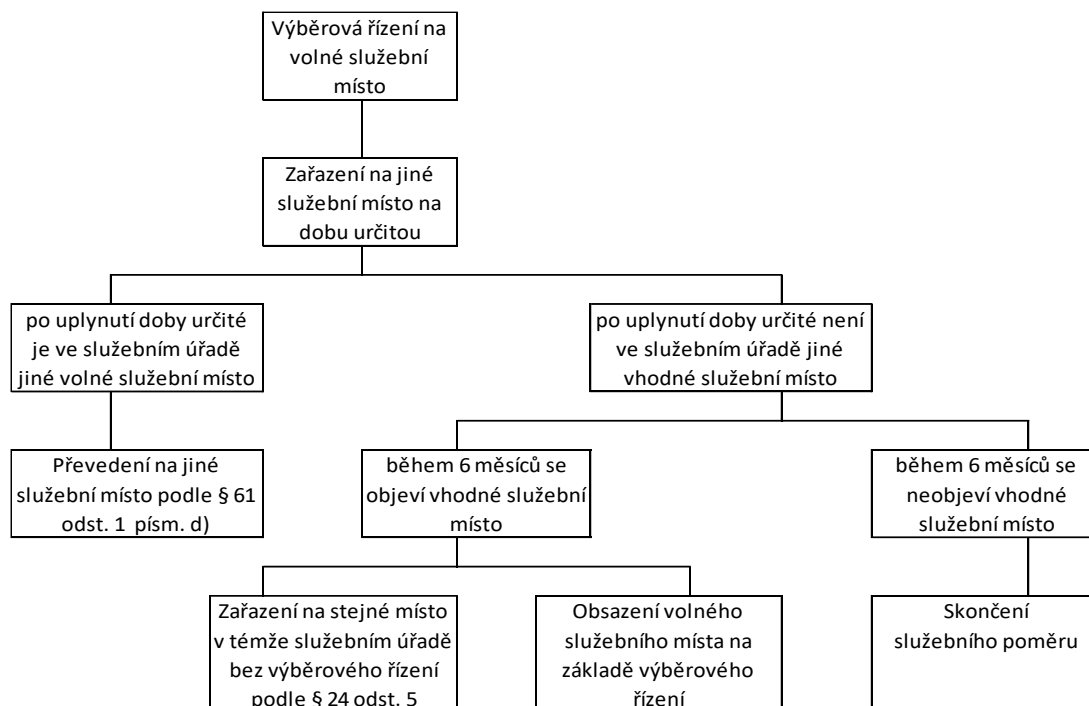 Výběrová řízení na
volné služební
místo
Zařazení na jiné
služební místo na
dobu určitou
po uplynutí doby určité
je ve služebním úřadě
jiné volné služební místo
po uplynutí doby určité není
ve služebním úřadě jiné
vhodné služební místo
Převedení na jiné
služební místo podle § 61
odst. 1 písm. d)
během 6 měsíců se
objeví vhodné služební
místo
během 6 měsíců se
neobjeví vhodné
služební místo
Zařazení na stejné místo
v témže služebním úřadě
bez výběrového řízení
podle § 24 odst. 5
Obsazení volného
služebního místa na
základě výběrového
řízení
Skončení
služebního poměru